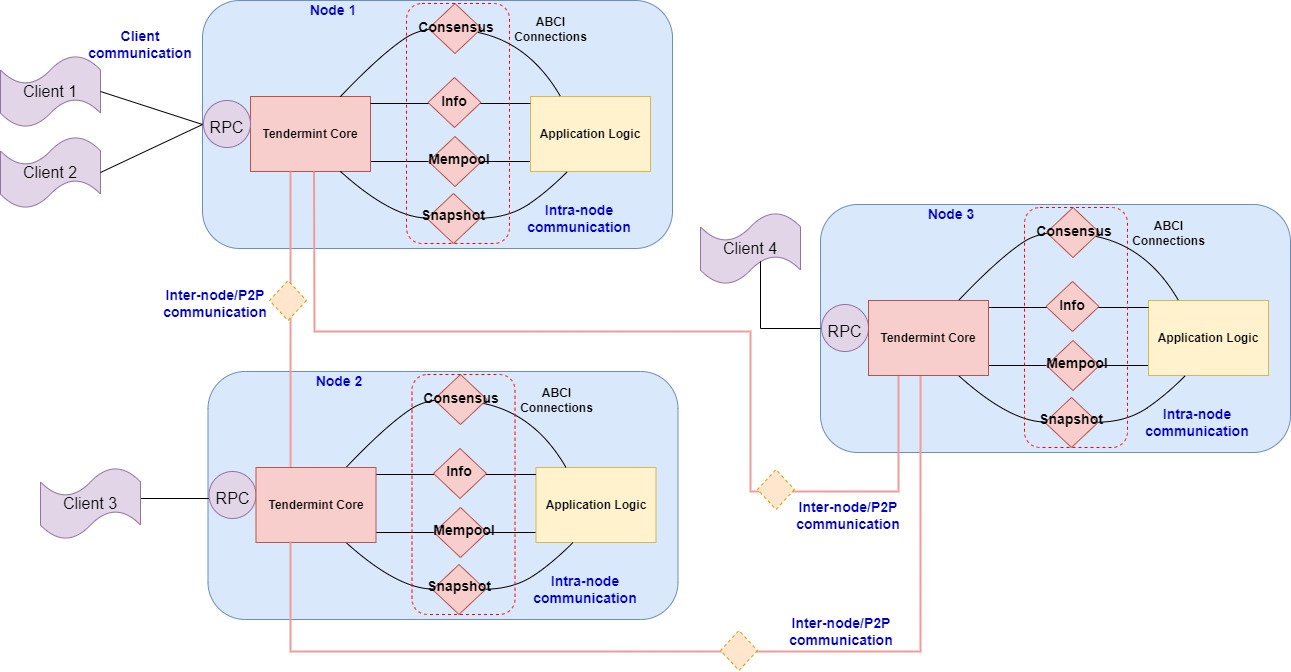 Node 1
Client
communication
Client 1
Client 2
RPC
Tendermint Core
Consensus
Info
Mempool
Snapshot
ABCI
Connections
Application Logic
Intra-node
communication
Inter-node/P2P
communication
Node 2
Client 3
RPC
Tendermint Core
Consensus
Info
Mempool
Snapshot
ABCI
Connections
Application Logic
Intra-node
communication
Node 3
Client 4
RPC
Tendermint Core
Consensus
Info
Mempool
Snapshot
ABCI
Connections
Application Logic
Intra-node
communication
Inter-node/P2P
communication
Inter-node/P2P
communication